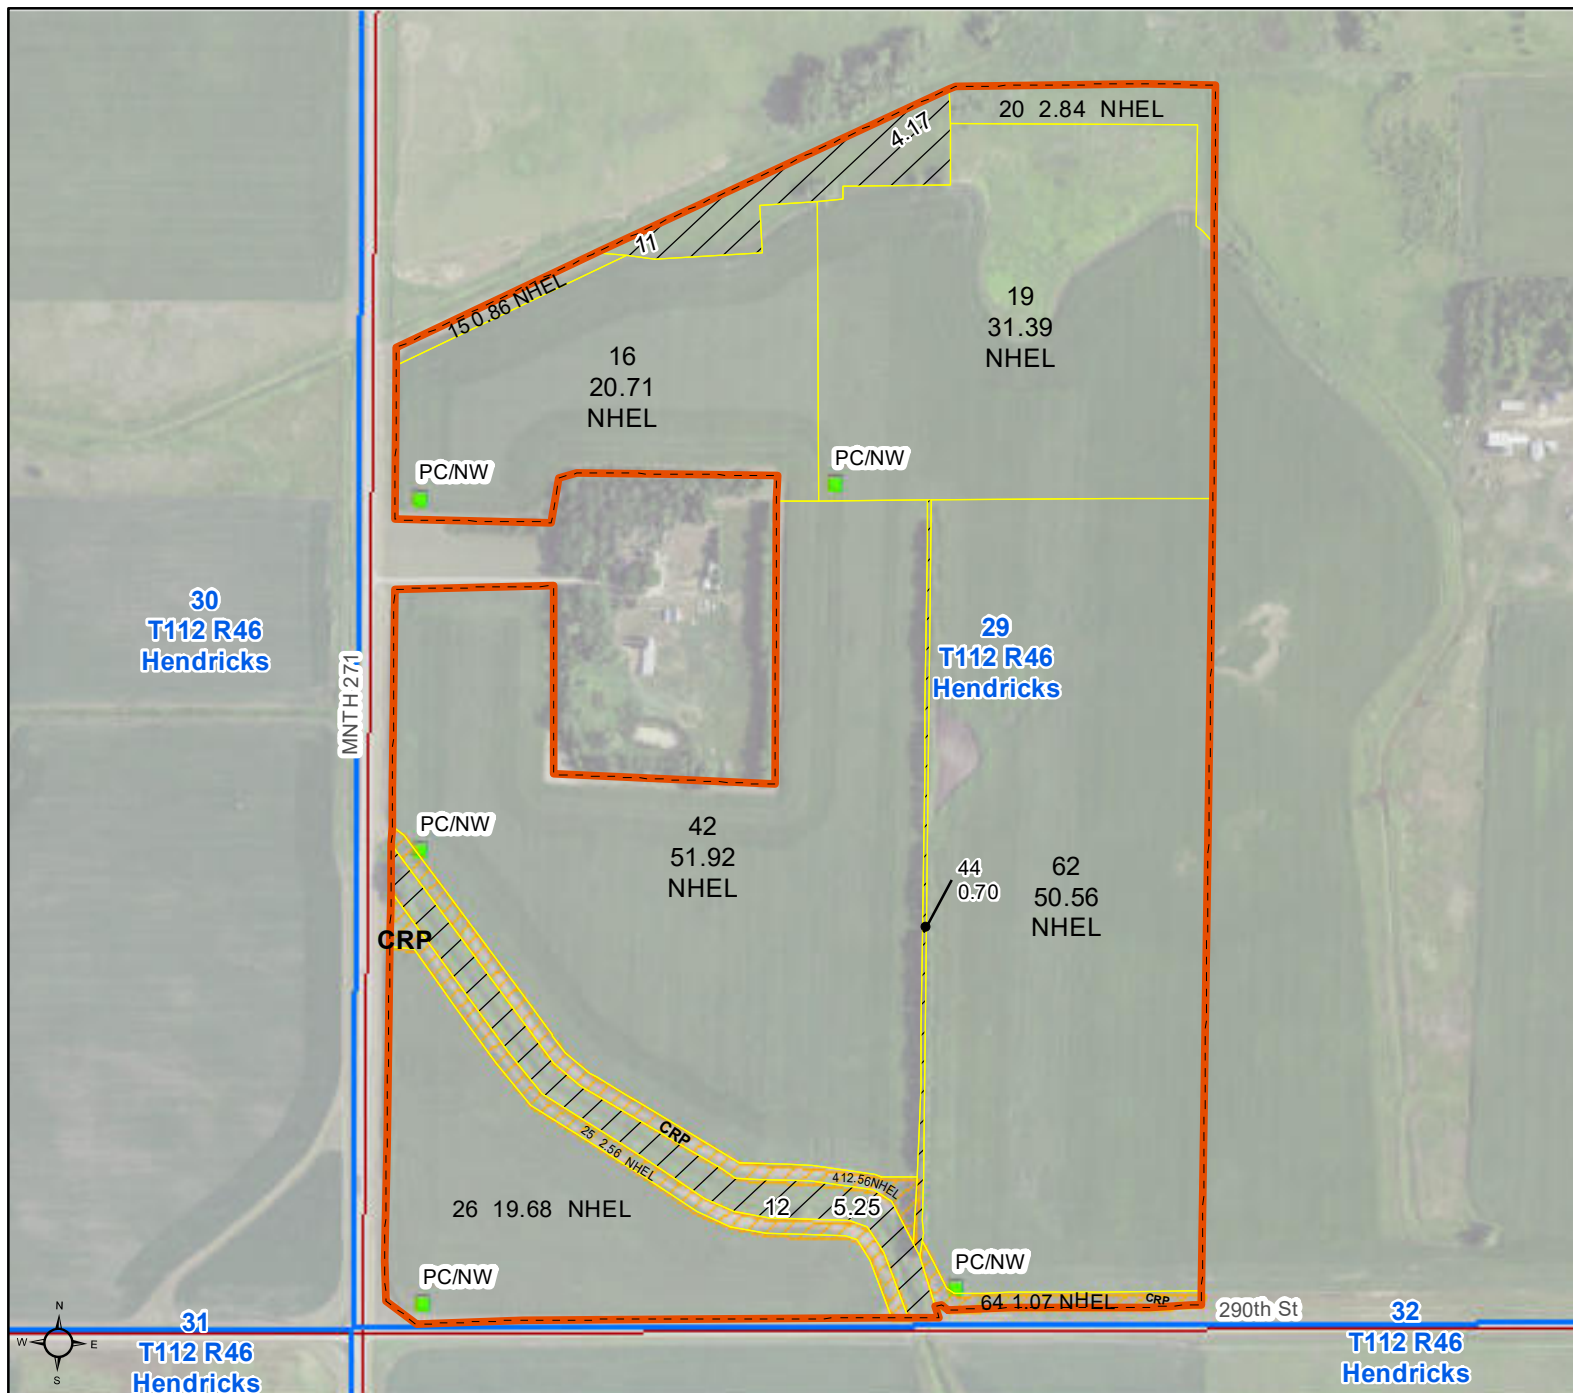 20 2.84 NHEL
4.17
11
15 0.86 NHEL
19
31.39
NHEL
16
20.71
NHEL
PC/NW
PC/NW
30
T112 R46
Hendricks
29
T112 R46
Hendricks
MNTH 271
PC/NW
42
51.92
NHEL
44
0.70
62
50.56
NHEL
CRP
CRP
25 2.56 NHEL
41 2.56 NHEL
12 5.25
26 19.68 NHEL
PC/NW
PC/NW
64 1.07 NHEL
CRP
290th St
N
W E
S
31
T112 R46
Hendricks
32
T112 R46
Hendricks